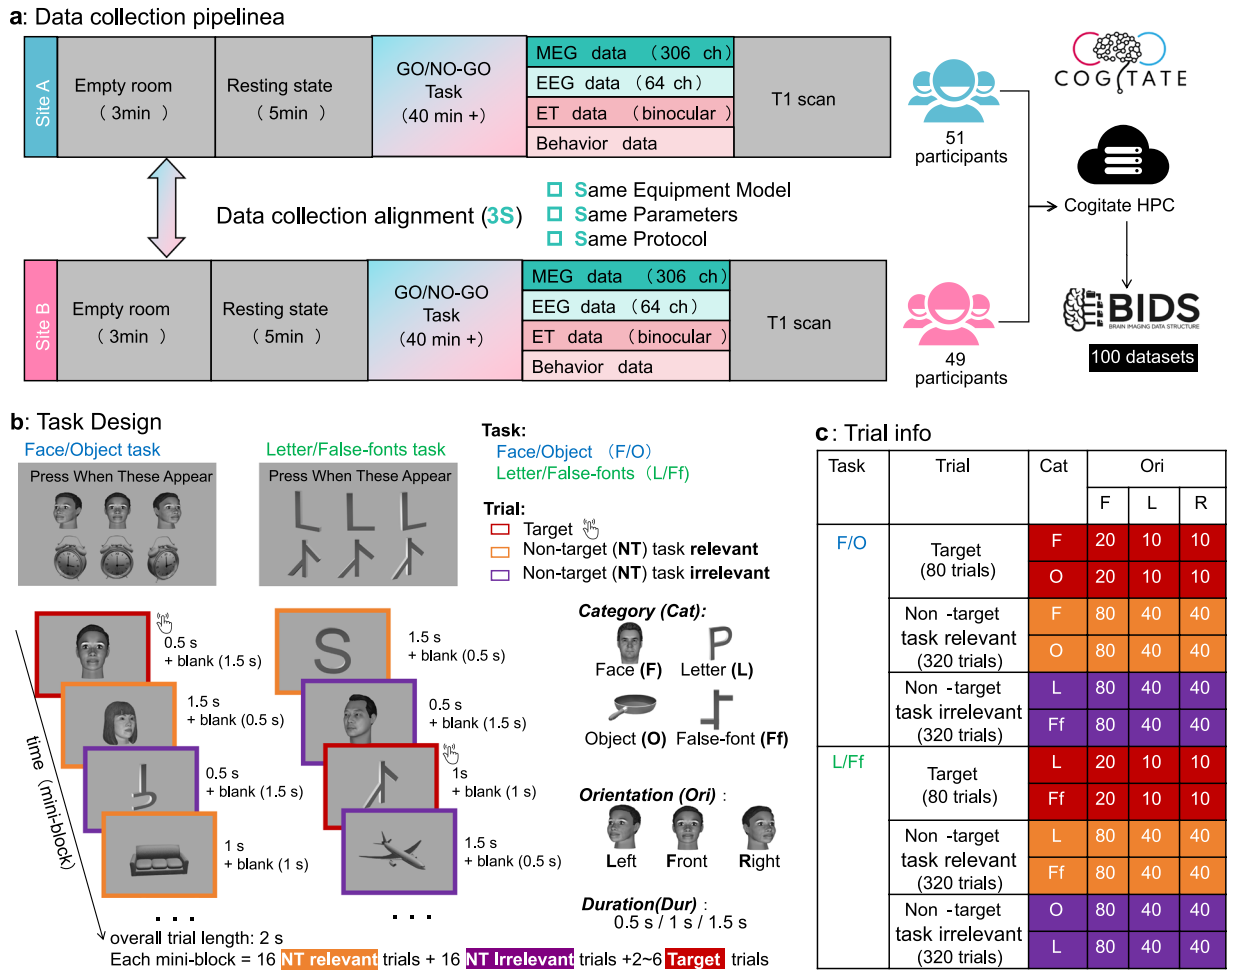 a: Data collection pipelinea
Site A
Empty room
（ 3min ）
Resting state
（ 5min ）
GO/NO-GO
Task
(40 min +)
MEG data （306 ch ）
EEG data （64 ch ）
ET data （binocular ）
Behavior data
T1 scan
51
participants
COGITATE
Cogitate HPC
Data collection alignment (3S)
Same Equipment Model
Same Parameters
Same Protocol
Site B
Empty room
（ 3min ）
Resting state
（ 5min ）
GO/NO-GO
Task
(40 min +)
MEG data （306 ch ）
EEG data （64 ch ）
ET data （binocular ）
Behavior data
T1 scan
49
participants
BIDS
BRAIN IMAGING DATA STRUCTURE
100 datasets
b: Task Design
Face/Object task
Press When These Appear
Letter/False-fonts task
Press When These Appear
Task:
Face/Object （F/O）
Letter/False-fonts（L/Ff)
Trial:
Target
Non-target (NT) task relevant
Non-target (NT) task irrelevant
time（mini-block）
0.5 s
+ blank (1.5 s)
1.5 s
+ blank (0.5 s)
0.5 s
+ blank (1.5 s)
1 s
+ blank (1 s)
. . .
S
1.5 s
+ blank (0.5 s)
0.5 s
+ blank (1.5 s)
1s
+ blank (1 s)
1.5 s
+ blank (0.5 s)
. . .
Category (Cat):
P
Face (F) Letter (L)
Object (O) False-font (Ff)
Orientation (Ori) :
Left Front Right
Duration(Dur) :
0.5 s / 1 s / 1.5 s
overall trial length: 2 s
Each mini-block = 16 NT relevant trials + 16 NT Irrelevant trials +2~6 Target trials
c : Trial info
Task Trial Cat Ori
F L R
F/O Target
(80 trials)
F 20 10 10
O 20 10 10
Non -target
task relevant
(320 trials)
F 80 40 40
O 80 40 40
Non -target
task irrelevant
(320 trials)
L 80 40 40
Ff 80 40 40
L/Ff Target
(80 trials)
L 20 10 10
Ff 20 10 10
Non -target
task relevant
(320 trials)
L 80 40 40
Ff 80 40 40
Non -target
task irrelevant
(320 trials)
O 80 40 40
L 80 40 40